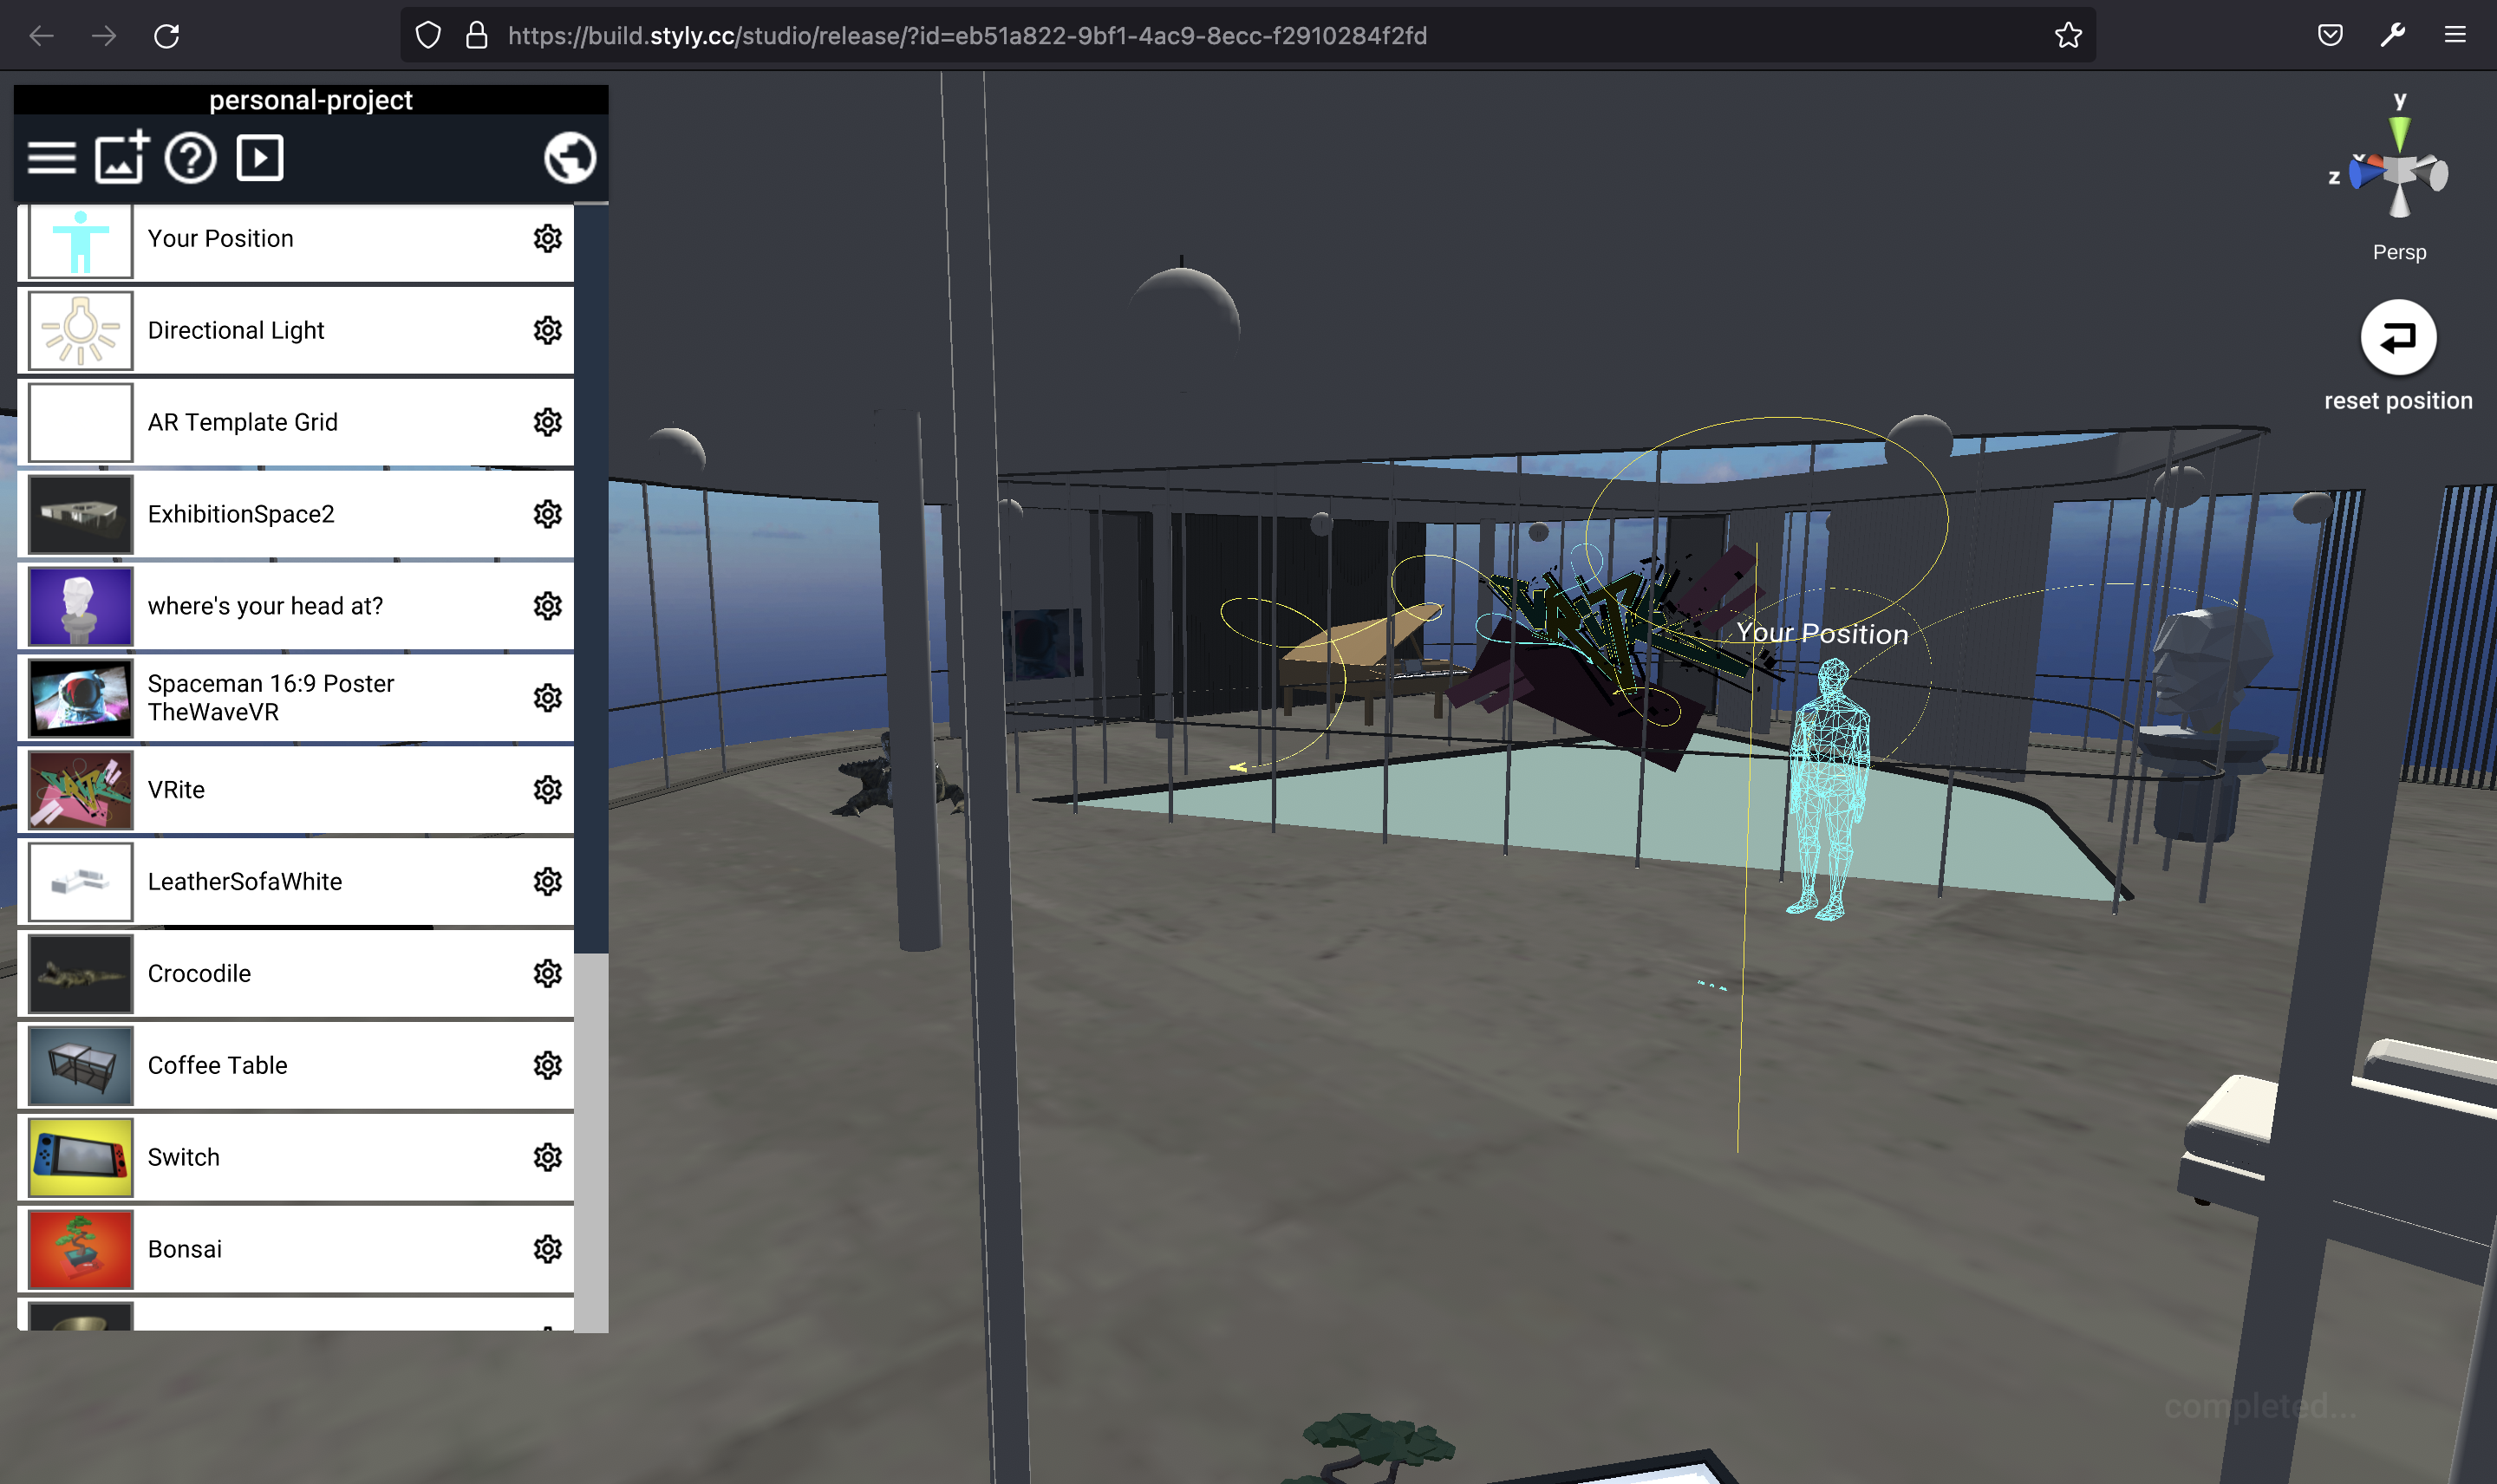 https://build.styly.cc/studio/release/?id=eb51a822-9bf1-4ac9-8ecc-f2910284f2fd
personal-project
Your Position
Directional Light
AR Template Grid
ExhibitionSpace2
where's your head at?
Spaceman 16:9 Poster
TheWaveVR
VRite
LeatherSofaWhite
Crocodile
Coffee Table
Switch
Bonsai
y
x
z
Persp
reset position
Your Position
completed...